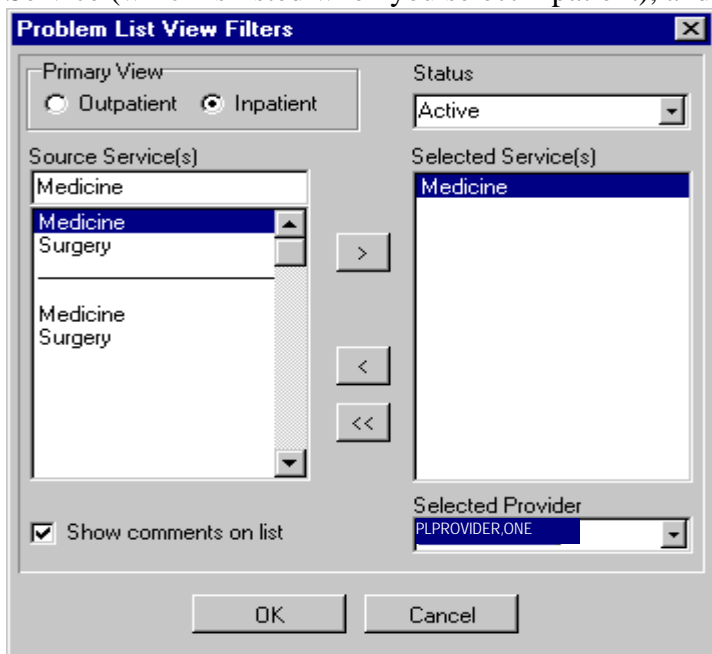 Problem List View Filters
Primary View
Outpatient Inpatient
Status
Active
Source Service(s)
Medicine
Medicine
Surgery
Medicine
Surgery
>
<
<<
Selected Service(s)
Medicine
Show comments on list
Selected Provider
PLPROVIDER,ONE
OK Cancel